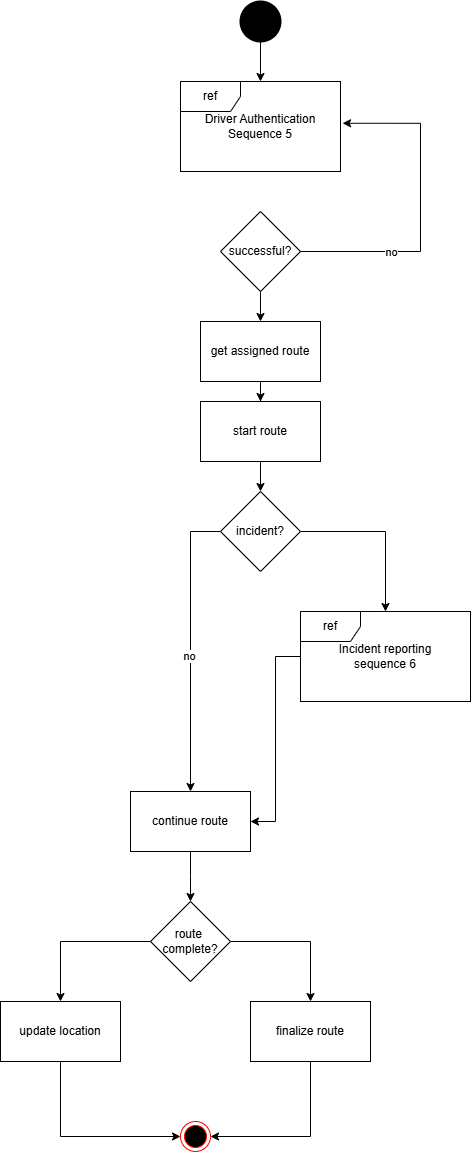 ref
Driver Authentication
Sequence 5
successful?
no
get assigned route
start route
incident?
ref
Incident reporting
sequence 6
no
continue route
route
complete?
update location
finalize route